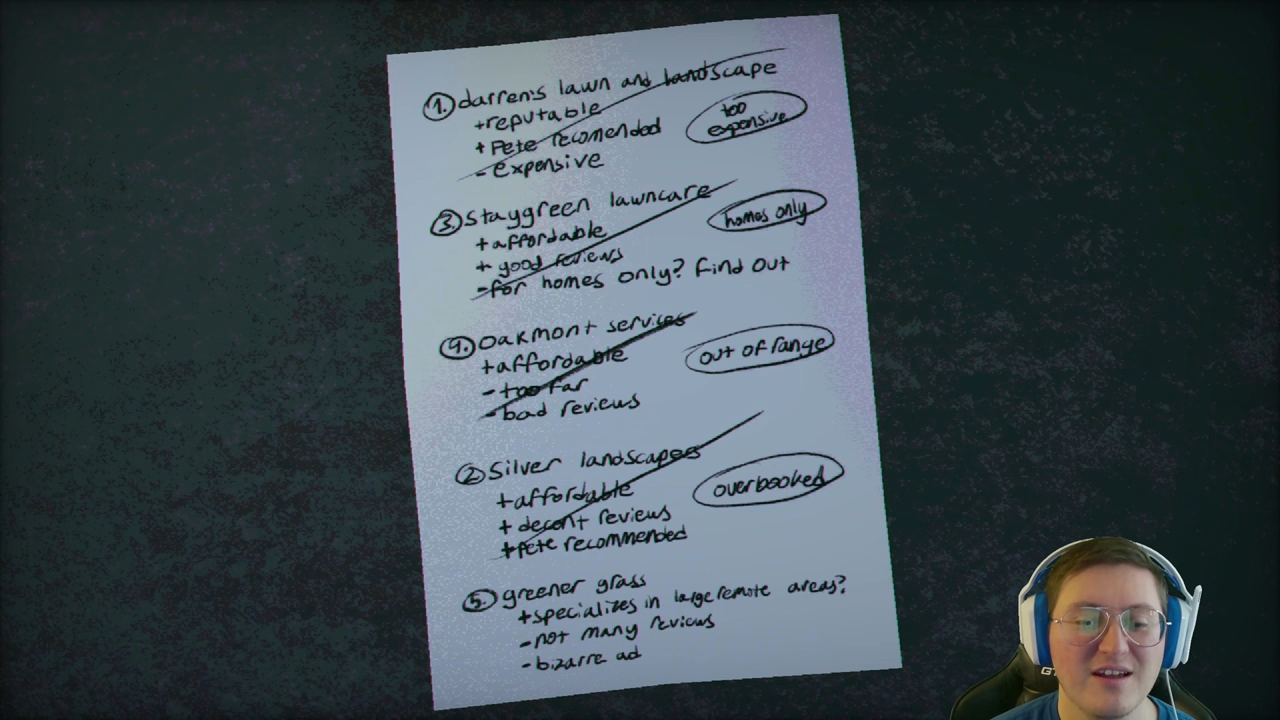 1. darren's lawn and landscape
+reputable
+ Pete recomended
- expensive
too
expensive
3. Staygreen lawncare
+affordable
+ good reviews
-for homes only? Find out
homes only
4. Oakmont services
+affordable
- too far
- bad reviews
out of range
2. Silver landscapers
+affordable
+ decent reviews
+Pete recommended
overbooked
5. greener grass
+specializes in large remote areas?
- not many reviews
- bizarre ad